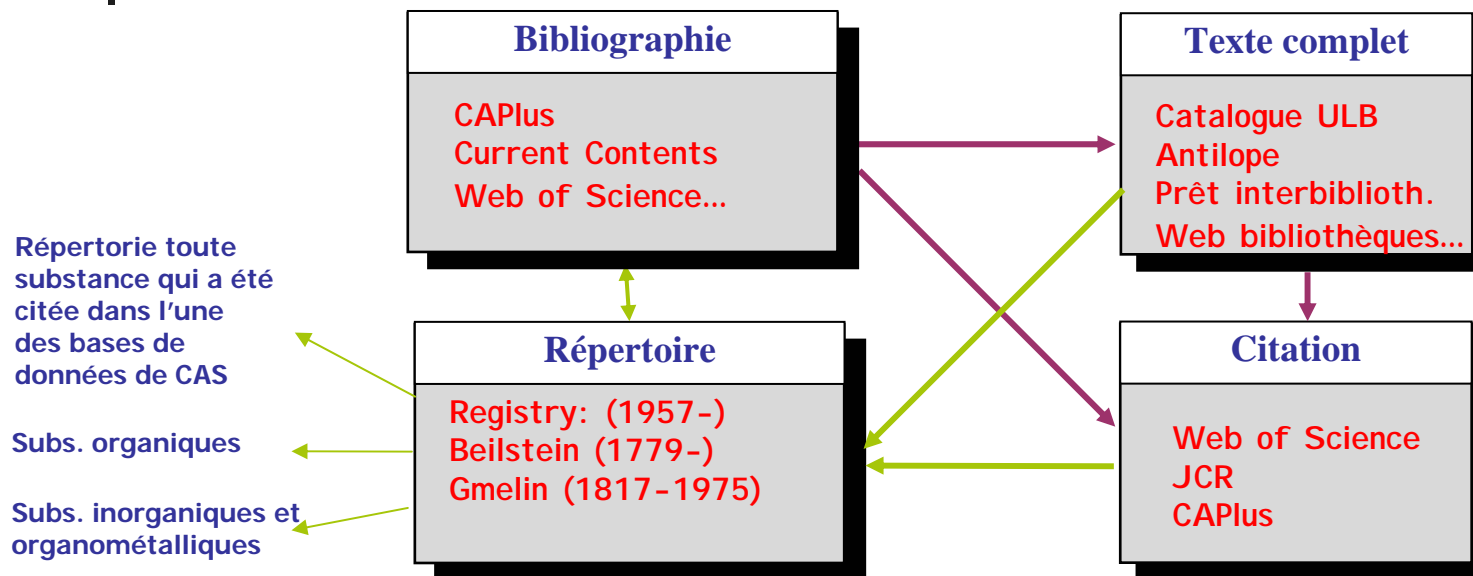 Bibliographie
CAPlus
Current Contents
Web of Science...
Texte complet
Catalogue ULB
Antilope
Prêt interbiblioth.
Web bibliothèques...
Répertorie toute
substance qui a été
citée dans l'une
des bases de
données de CAS
Subs. organiques
Subs. inorganiques et
organométalliques
Répertoire
Registry: (1957-)
Beilstein (1779-)
Gmelin (1817-1975)
Citation
Web of Science
JCR
CAPlus